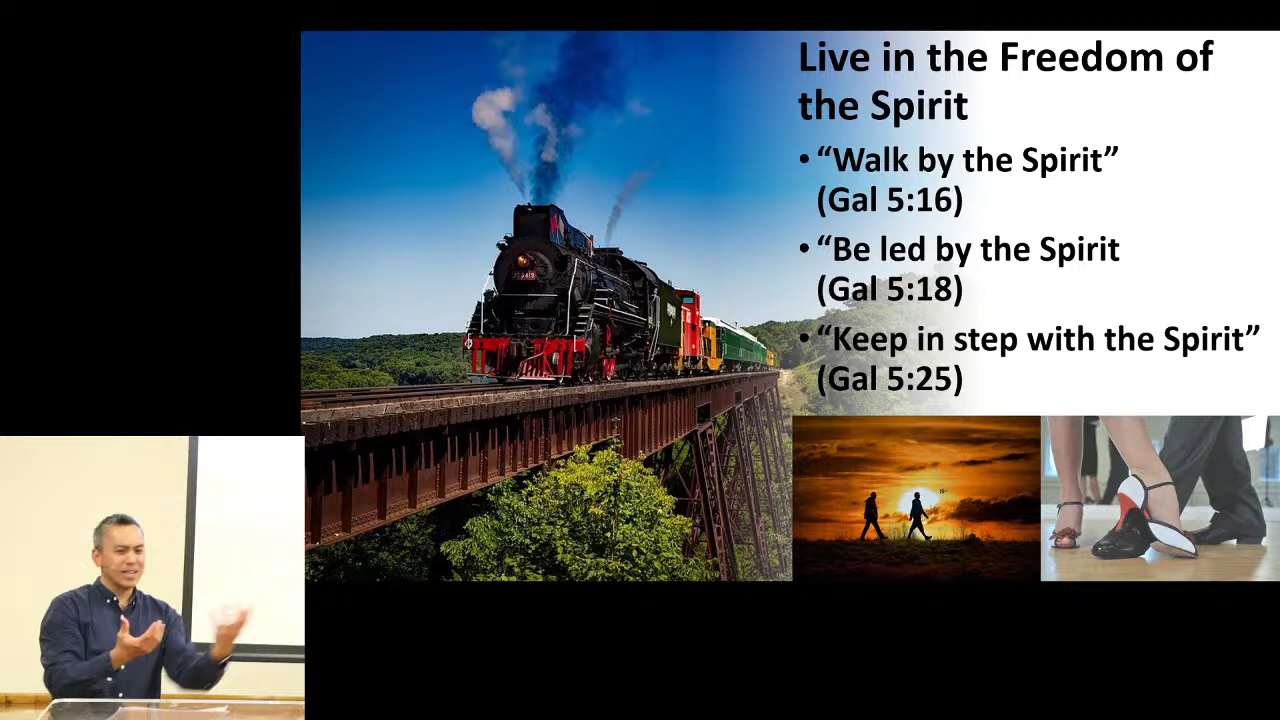 Live in the Freedom of
the Spirit
• “Walk by the Spirit”
(Gal 5:16)
• “Be led by the Spirit
(Gal 5:18)
• “Keep in step with the Spirit”
(Gal 5:25)